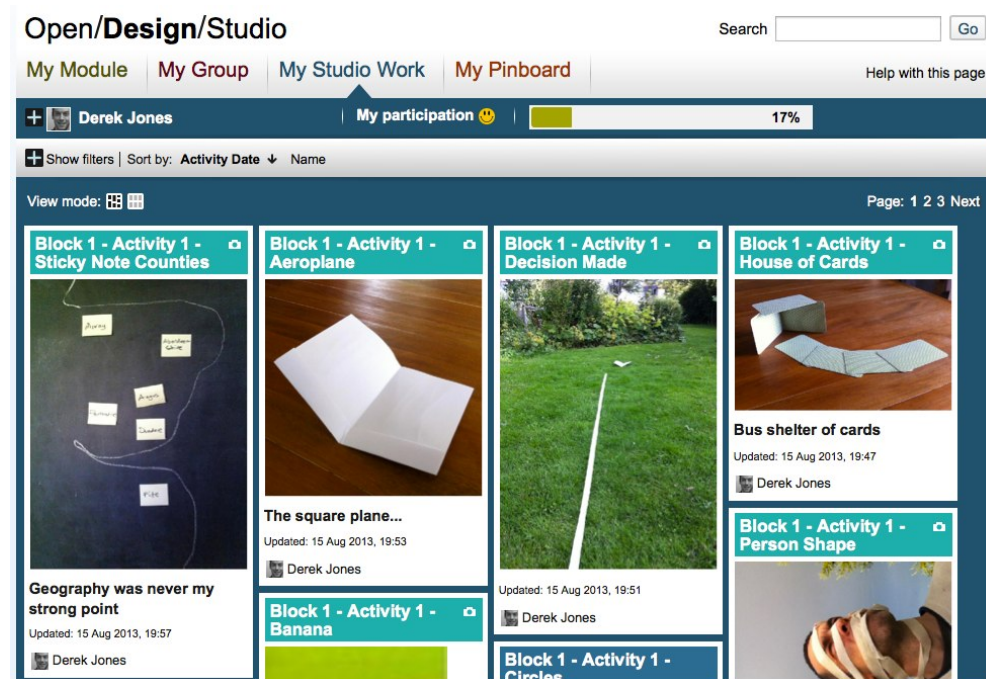 Open/Design/Studio
Search
Go
My Module
My Group
My Studio Work
My Pinboard
Help with this page
Derek Jones
My participation
17%
Show filters | Sort by: Activity Date ↓ Name
View mode:
Page: 1 2 3 Next
Block 1 - Activity 1 -
Sticky Note Counties
Fife
Geography was never my
strong point
Updated: 15 Aug 2013, 19:57
Derek Jones
Block 1 - Activity 1 -
Aeroplane
The square plane...
Updated: 15 Aug 2013, 19:53
Derek Jones
Block 1 - Activity 1 -
Banana
Block 1 - Activity 1 -
Decision Made
Updated: 15 Aug 2013, 19:51
Derek Jones
Block 1 - Activity 1 -
Circles
Block 1 - Activity 1 -
House of Cards
Bus shelter of cards
Updated: 15 Aug 2013, 19:47
Derek Jones
Block 1 - Activity 1 -
Person Shape